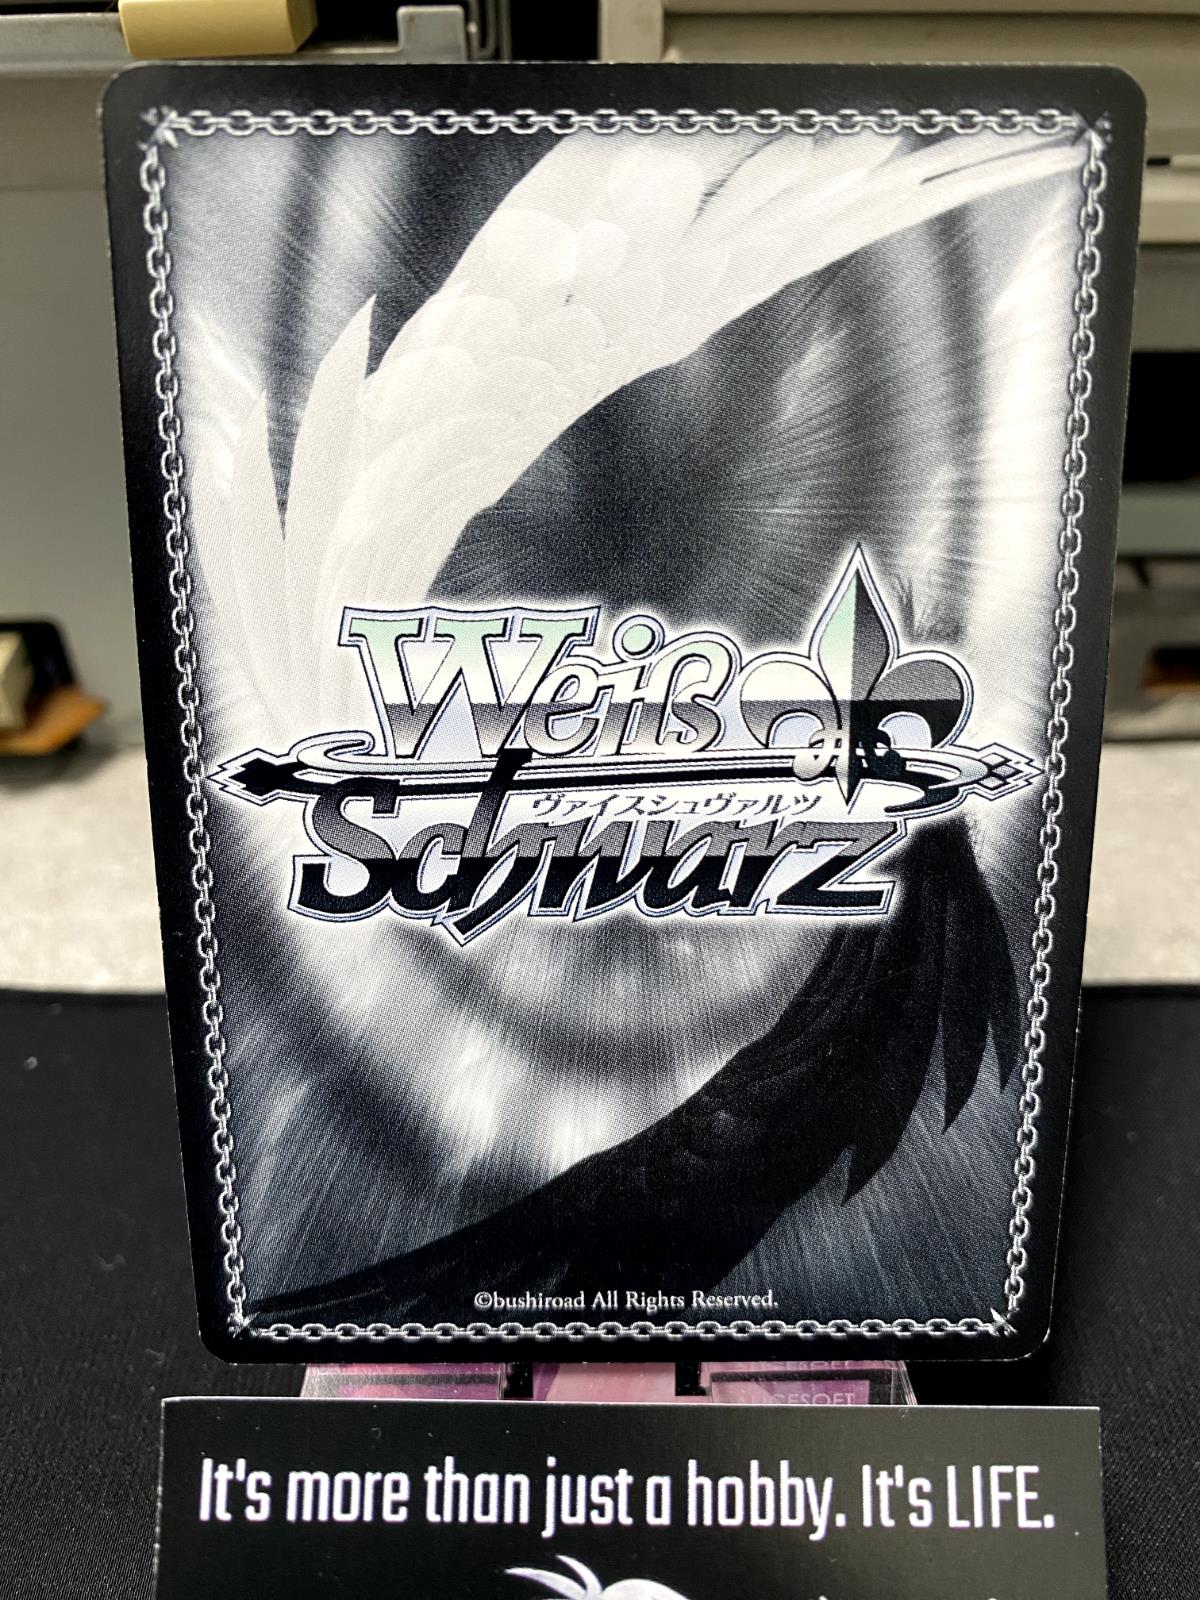 Weiß
ヴァイスシュヴァルツ
Schwarz
©bushiroad All Rights Reserved.
It's more than just a hobby. It's LIFE.